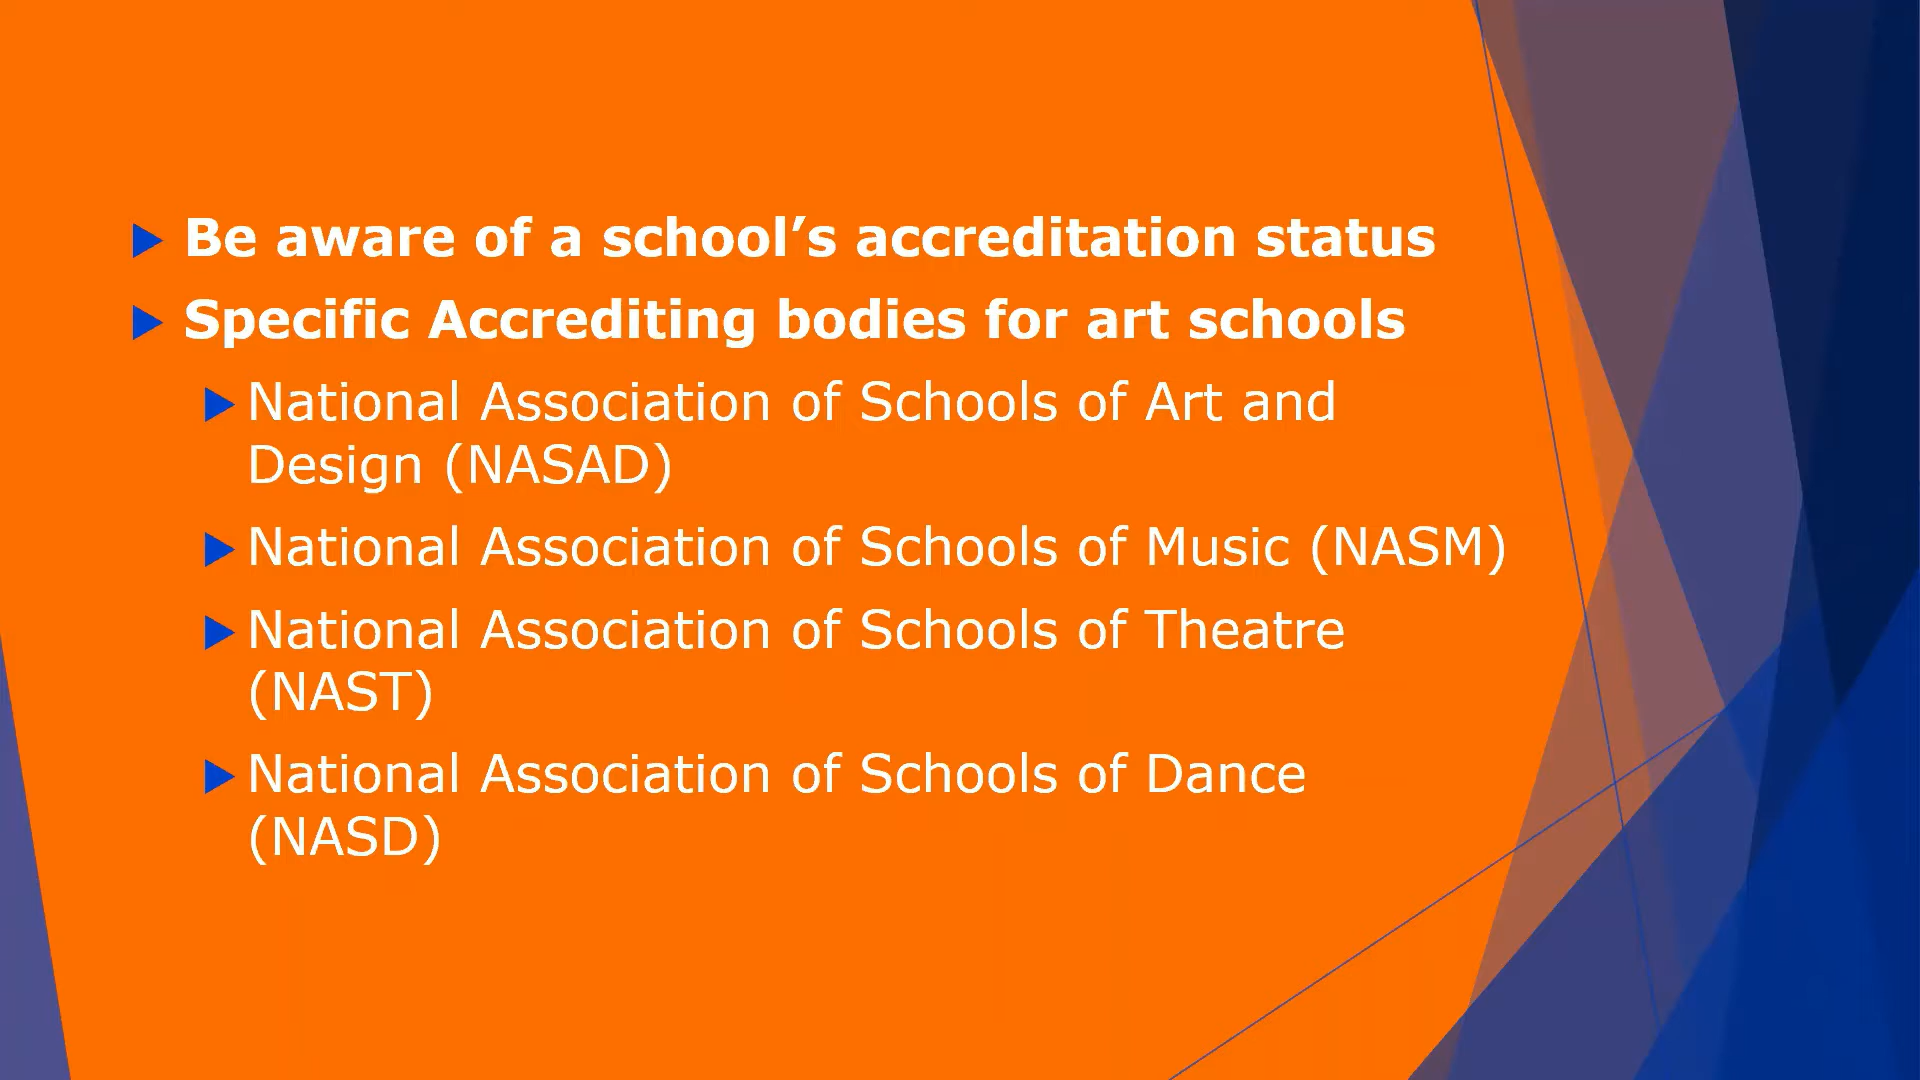 Be aware of a school’s accreditation status
Specific Accrediting bodies for art schools
National Association of Schools of Art and
Design (NASAD)
National Association of Schools of Music (NASM)
National Association of Schools of Theatre
(NAST)
National Association of Schools of Dance
(NASD)